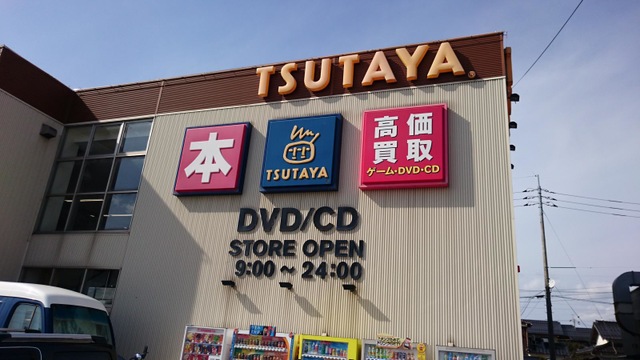 TSUTAYA®
本
TSUTAYA
高価
買取
ゲーム・DVD・CD
DVD/CD
STORE OPEN
9:00～24:00